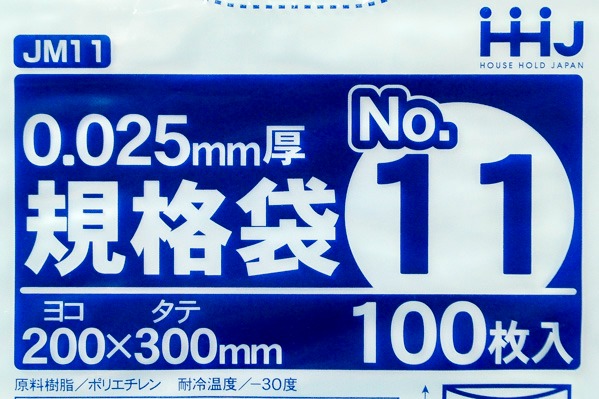 JM11
HHJ
HOUSE HOLD JAPAN
0.025mm厚
No.
11
規格袋
ヨコ タテ
200×300mm
100枚入
原料樹脂／ポリエチレン 耐冷温度／−30度